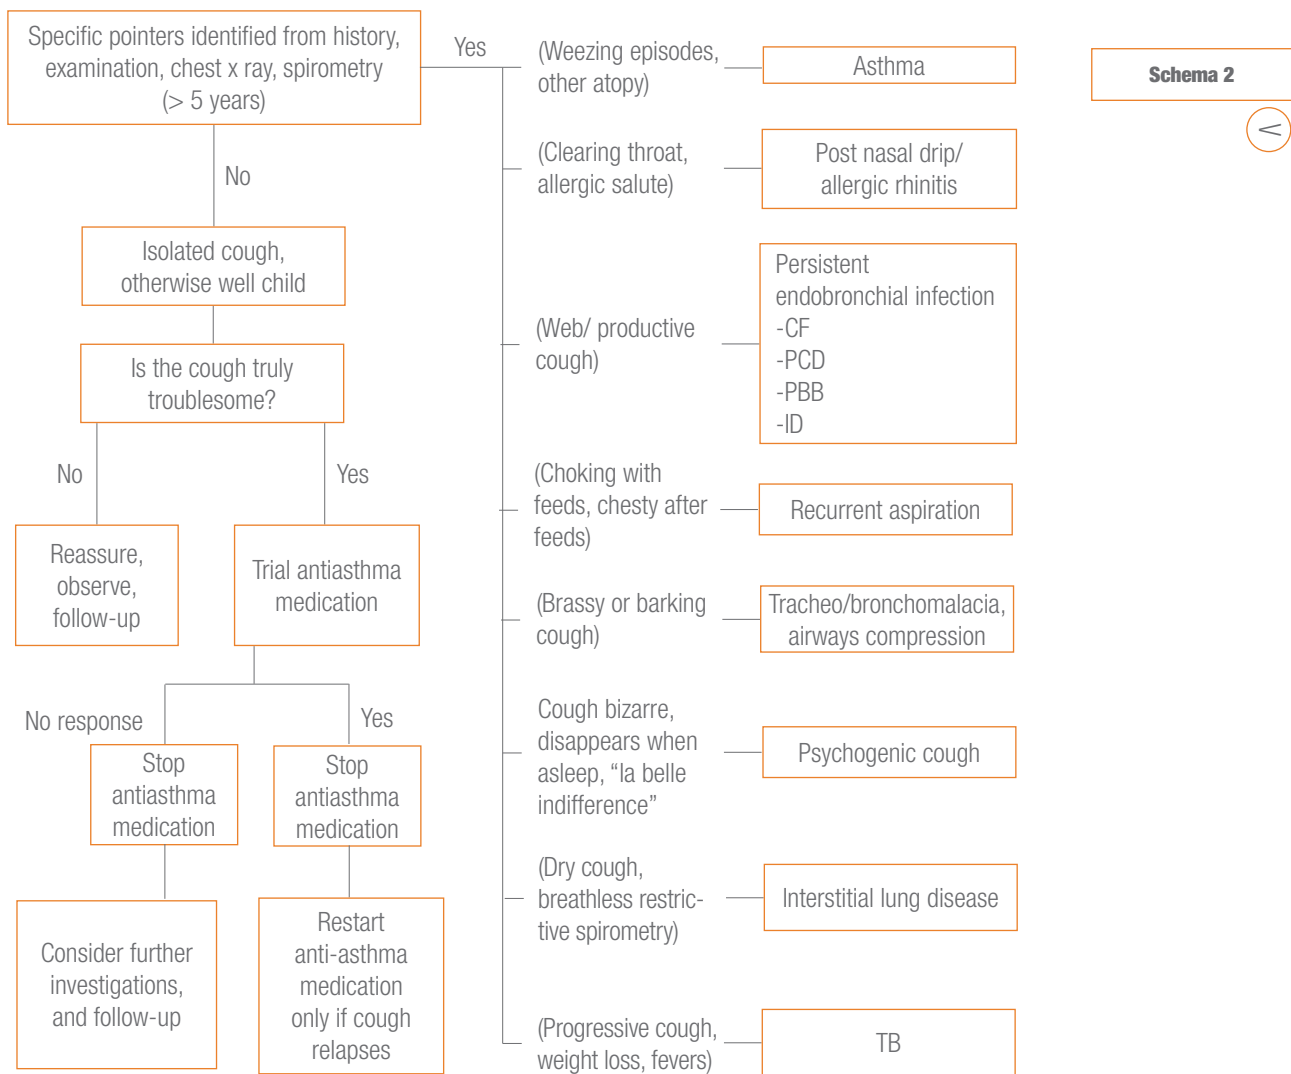 Specific pointers identified from history,
examination, chest x ray, spirometry
(> 5 years)
Yes
No
Isolated cough,
otherwise well child
Is the cough truly
troublesome?
No
Yes
Reassure,
observe,
follow-up
Trial antiasthma
medication
No response
Yes
Stop
antiasthma
medication
Stop
antiasthma
medication
Consider further
investigations,
and follow-up
Restart
anti-asthma
medication
only if cough
relapses
(Weezing episodes,
other atopy)
Asthma
(Clearing throat,
allergic salute)
Post nasal drip/
allergic rhinitis
(Web/ productive
cough)
Persistent
endobronchial infection
-CF
-PCD
-PBB
-ID
(Choking with
feeds, chesty after
feeds)
Recurrent aspiration
(Brassy or barking
cough)
Tracheo/bronchomalacia,
airways compression
Cough bizarre,
disappears when
asleep, “la belle
indifference”
Psychogenic cough
(Dry cough,
breathless restric-
tive spirometry)
Interstitial lung disease
(Progressive cough,
weight loss, fevers)
TB
Schema 2
<